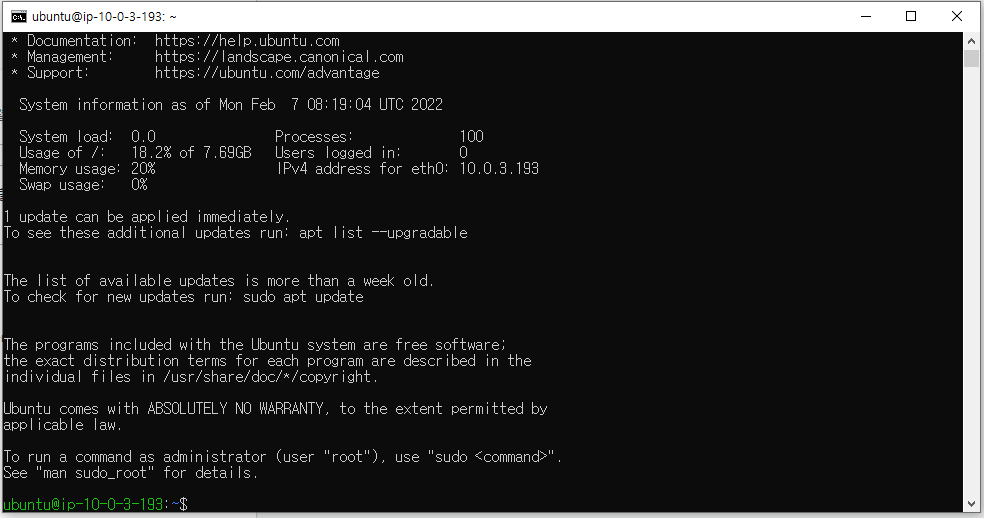 ubuntu@ip-10-0-3-193: ~
* Documentation:  https://help.ubuntu.com
* Management:     https://landscape.canonical.com
* Support:        https://ubuntu.com/advantage
System information as of Mon Feb  7 08:19:04 UTC 2022
System load:  0.0               Processes:             100
Usage of /:   18.2% of 7.69GB   Users logged in:       0
Memory usage: 20%               IPv4 address for eth0: 10.0.3.193
Swap usage:   0%
1 update can be applied immediately.
To see these additional updates run: apt list --upgradable
The list of available updates is more than a week old.
To check for new updates run: sudo apt update
The programs included with the Ubuntu system are free software;
the exact distribution terms for each program are described in the
individual files in /usr/share/doc/*/copyright.
Ubuntu comes with ABSOLUTELY NO WARRANTY, to the extent permitted by
applicable law.
To run a command as administrator (user "root"), use "sudo <command>".
See "man sudo_root" for details.
ubuntu@ip-10-0-3-193:~$